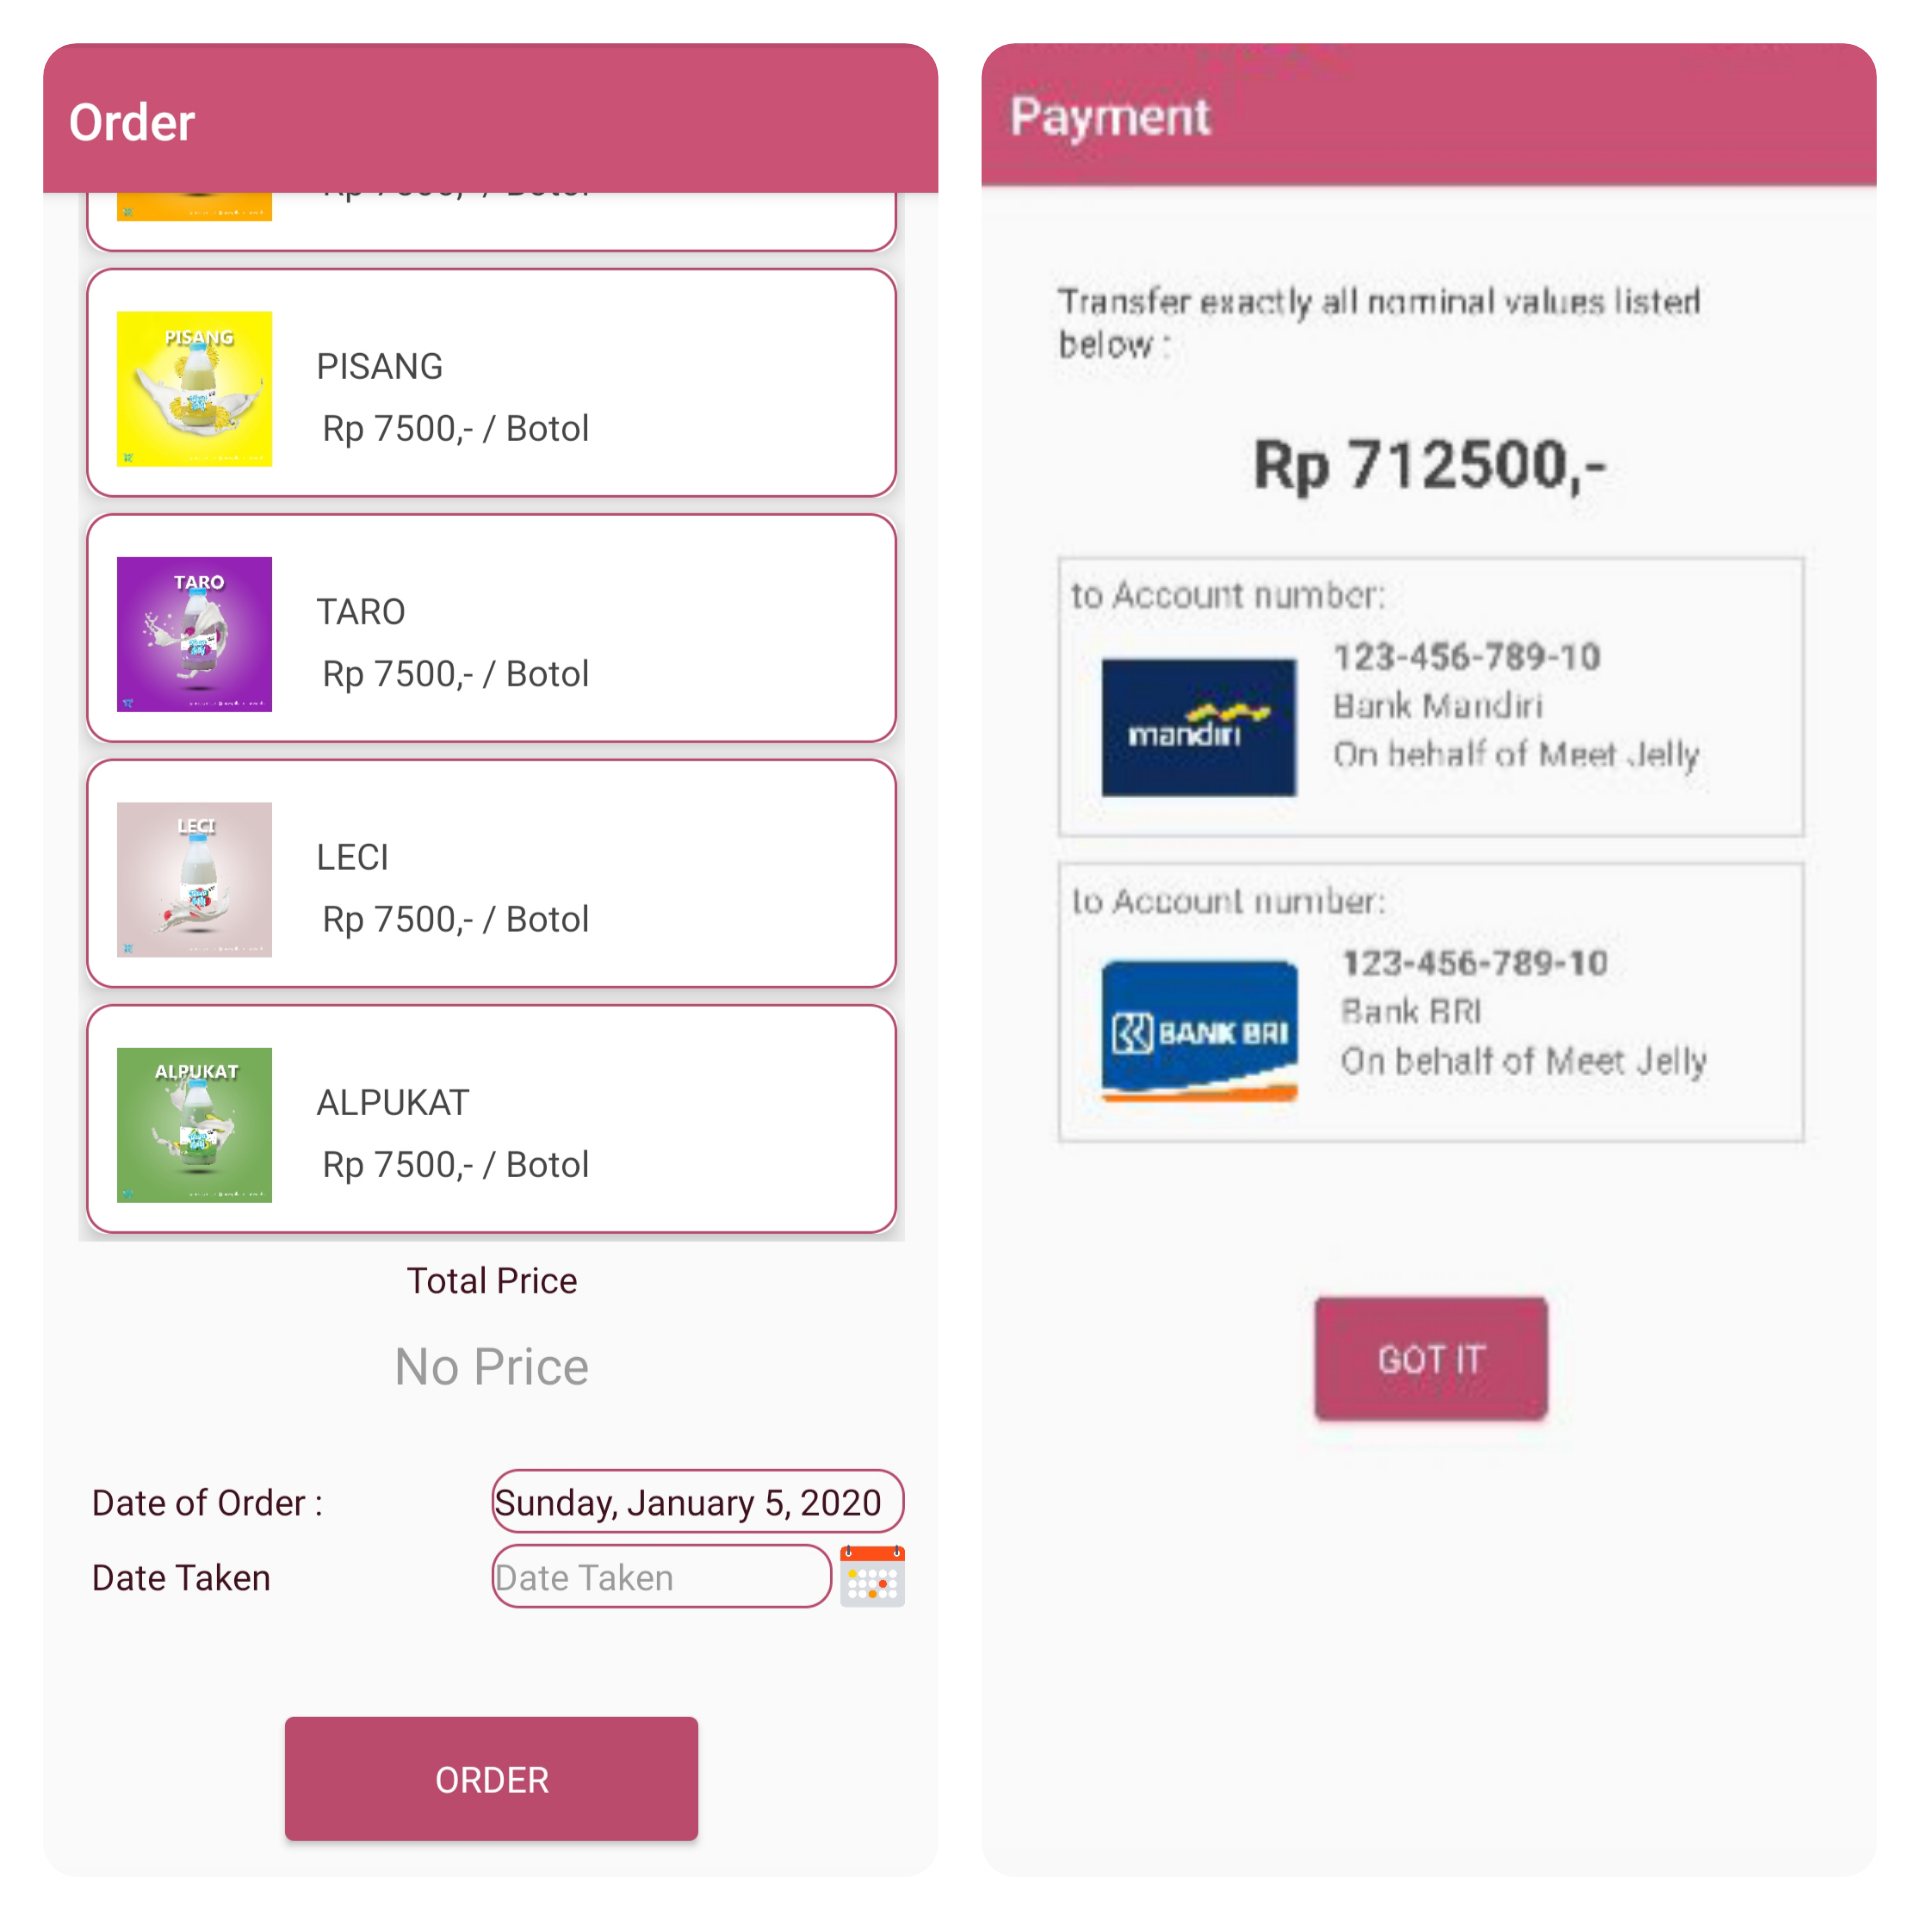 Order
PISANG
PISANG
Rp 7500,- / Botol
TARO
TARO
Rp 7500,- / Botol
LECI
LECI
Rp 7500,- / Botol
ALPUKAT
ALPUKAT
Rp 7500,- / Botol
Total Price
No Price
Date of Order :
Sunday, January 5, 2020
Date Taken
Date Taken
ORDER
Payment
Transfer exactly all nominal values listed
below :
Rp 712500,-
to Account number:
mandiri
123-456-789-10
Bank Mandiri
On behalf of Meet Jelly
to Account number:
BANK BRI
123-456-789-10
Bank BRI
On behalf of Meet Jelly
GOT IT